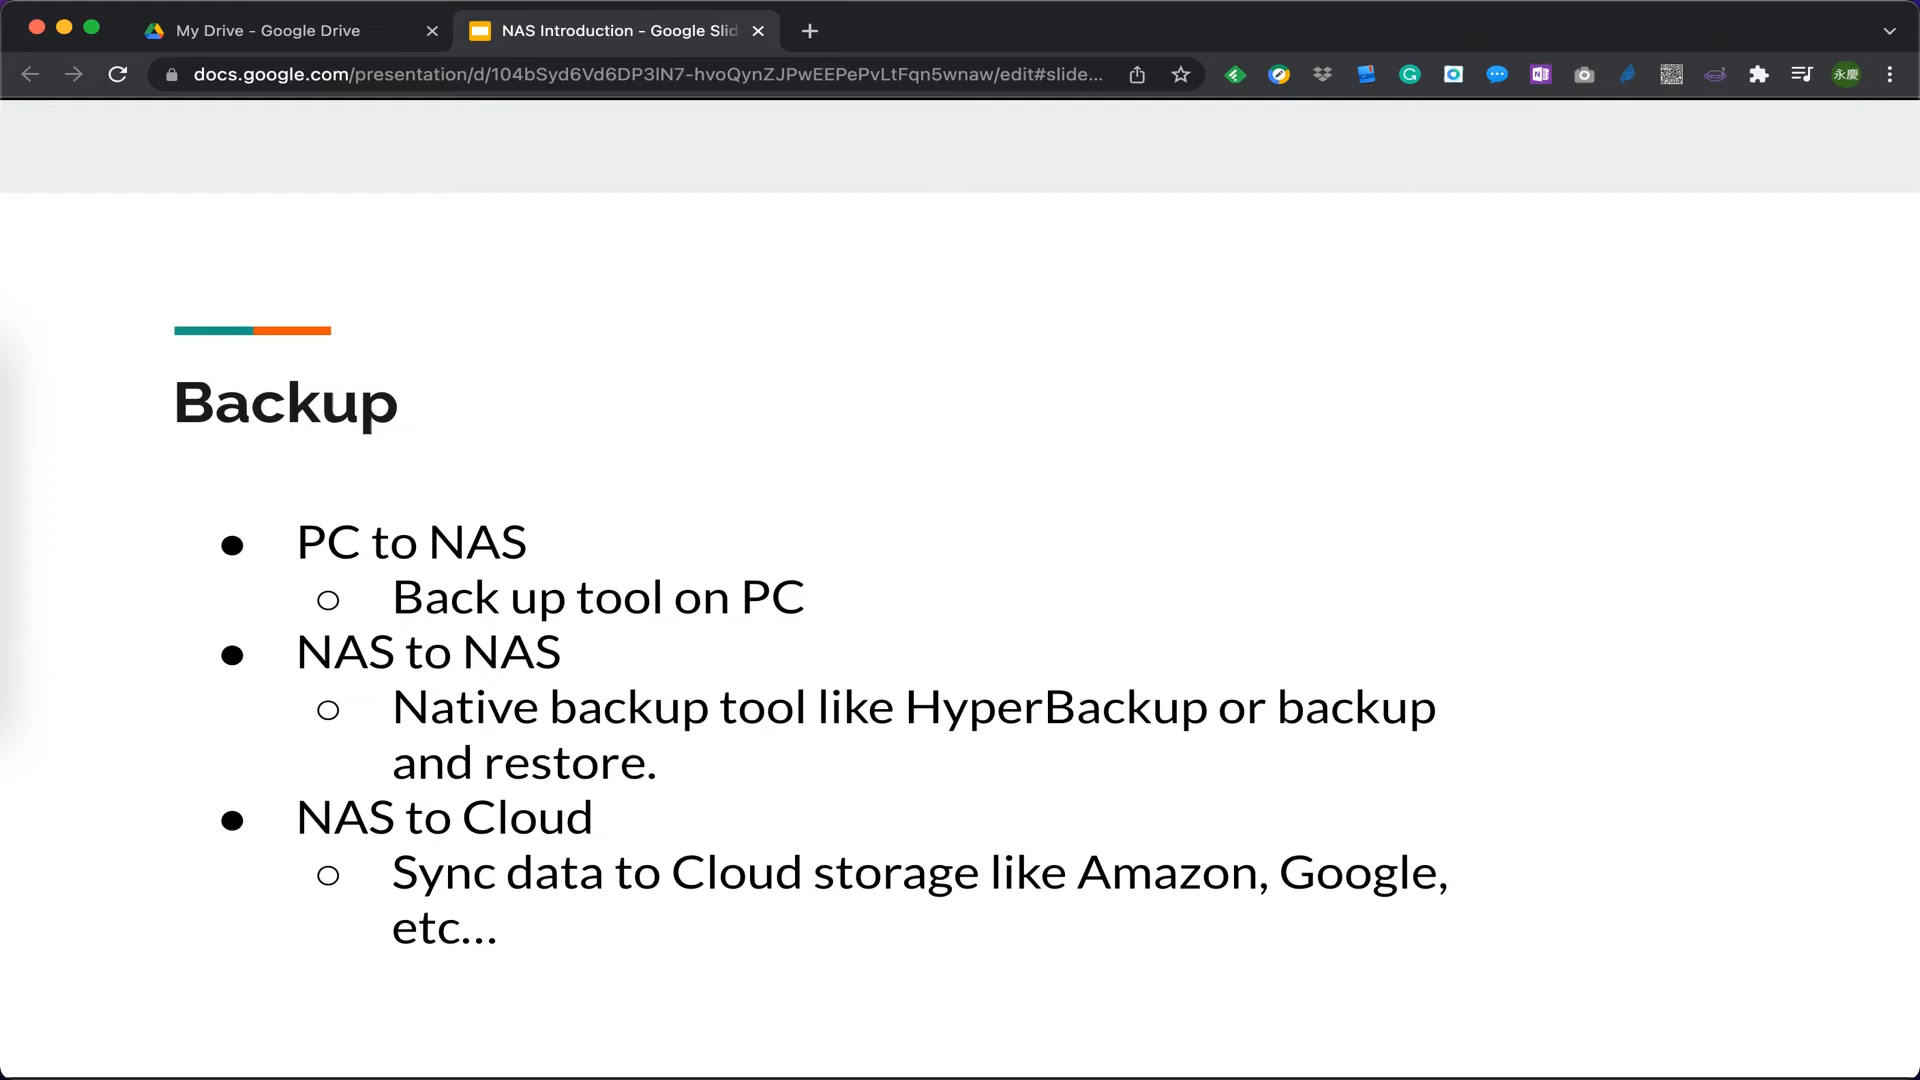 My Drive - Google Drive
NAS Introduction - Google Slid
docs.google.com/presentation/d/104bSyd6Vd6DP3lN7-hvoQynZJPwEEPePvLtFqn5wnaw/edit#slide...
永慶
Backup
● PC to NAS
○ Back up tool on PC
● NAS to NAS
○ Native backup tool like HyperBackup or backup
and restore.
● NAS to Cloud
○ Sync data to Cloud storage like Amazon, Google,
etc...